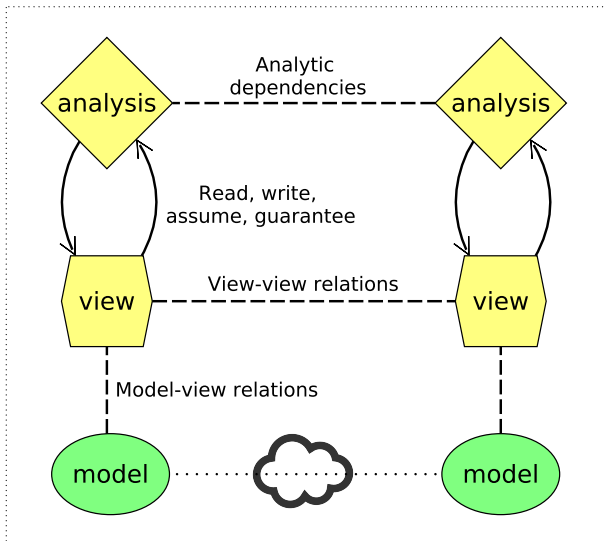 Analytic
dependencies
analysis
analysis
Read, write,
assume, guarantee
View-view relations
view
view
Model-view relations
model
model